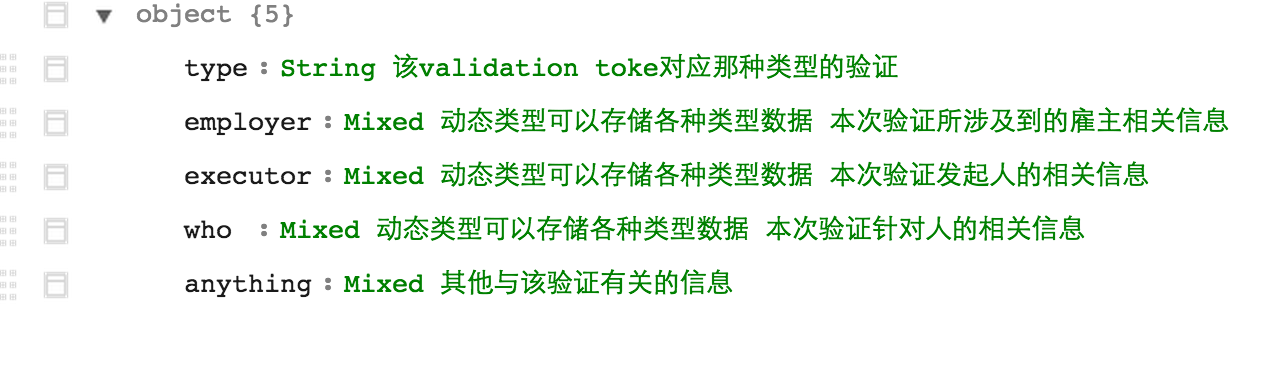 object {5}
type : String 该validation toke对应那种类型的验证
employer : Mixed 动态类型可以存储各种类型数据 本次验证所涉及到的雇主相关信息
executor : Mixed 动态类型可以存储各种类型数据 本次验证发起人的相关信息
who : Mixed 动态类型可以存储各种类型数据 本次验证针对人的相关信息
anything : Mixed 其他与该验证有关的信息